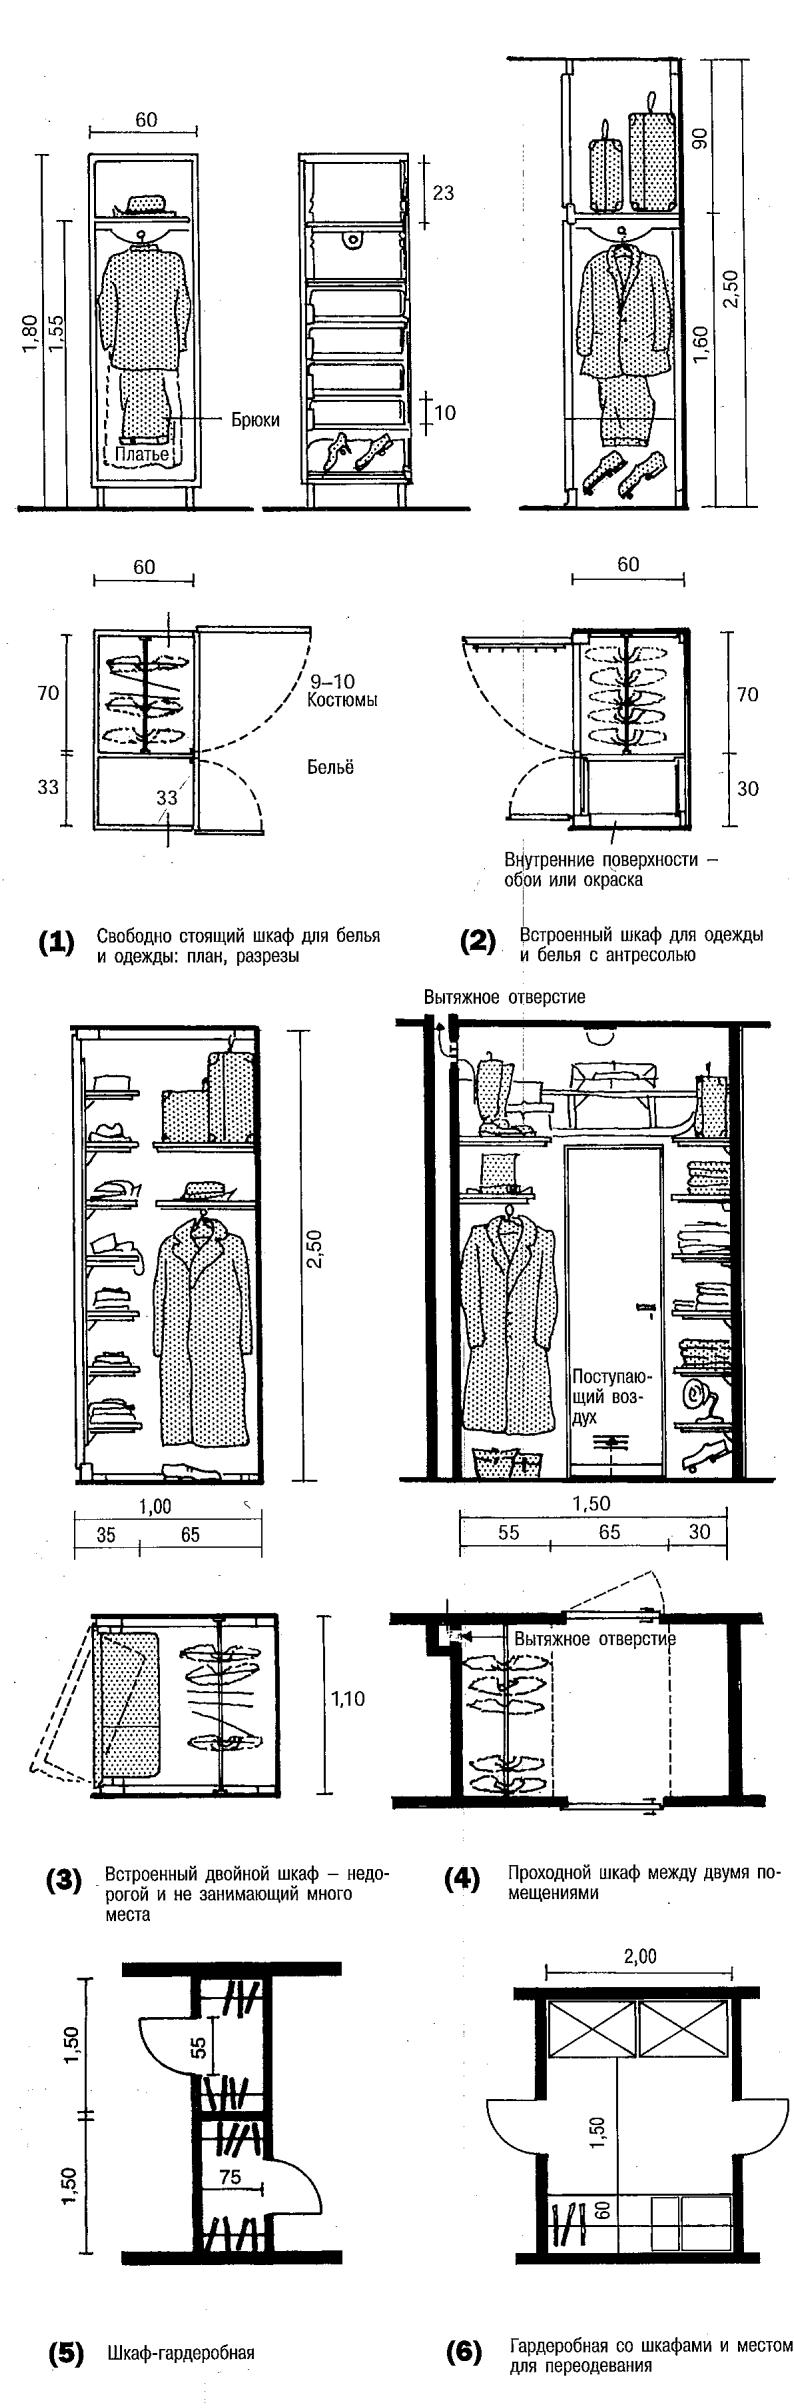 60
1,80
1,55
Брюки
Платье
23
10
90
1,60
2,50
60
70
33
33
9–10
Костюмы
Бельё
60
70
30
Внутренние поверхности –
обои или окраска
(1) Свободно стоящий шкаф для белья
и одежды: план, разрезы
(2) Встроенный шкаф для одежды
и белья с антресолью
2,50
1,00
35 65
1,10
Вытяжное отверстие
Поступаю-
щий воз-
дух
1,50
55 65 30
Вытяжное отверстие
(3) Встроенный двойной шкаф – недо-
рогой и не занимающий много
места
(4) Проходной шкаф между двумя по-
мещениями
1,50
55
1,50
75
2,00
1,50
60
(5) Шкаф-гардеробная
(6) Гардеробная со шкафами и местом
для переодевания